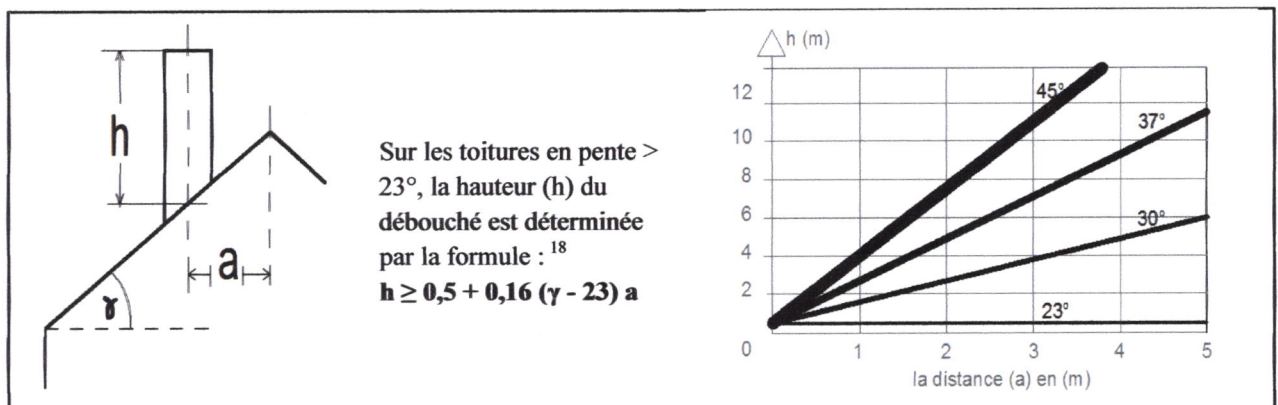 h
a
γ
Sur les toitures en pente >
23°, la hauteur (h) du
débouché est déterminée
par la formule : 18
h ≥ 0,5 + 0,16 (γ - 23) a
h (m)
12
10
8
6
4
2
0
45°
37°
30°
23°
1 2 3 4 5
la distance (a) en (m)